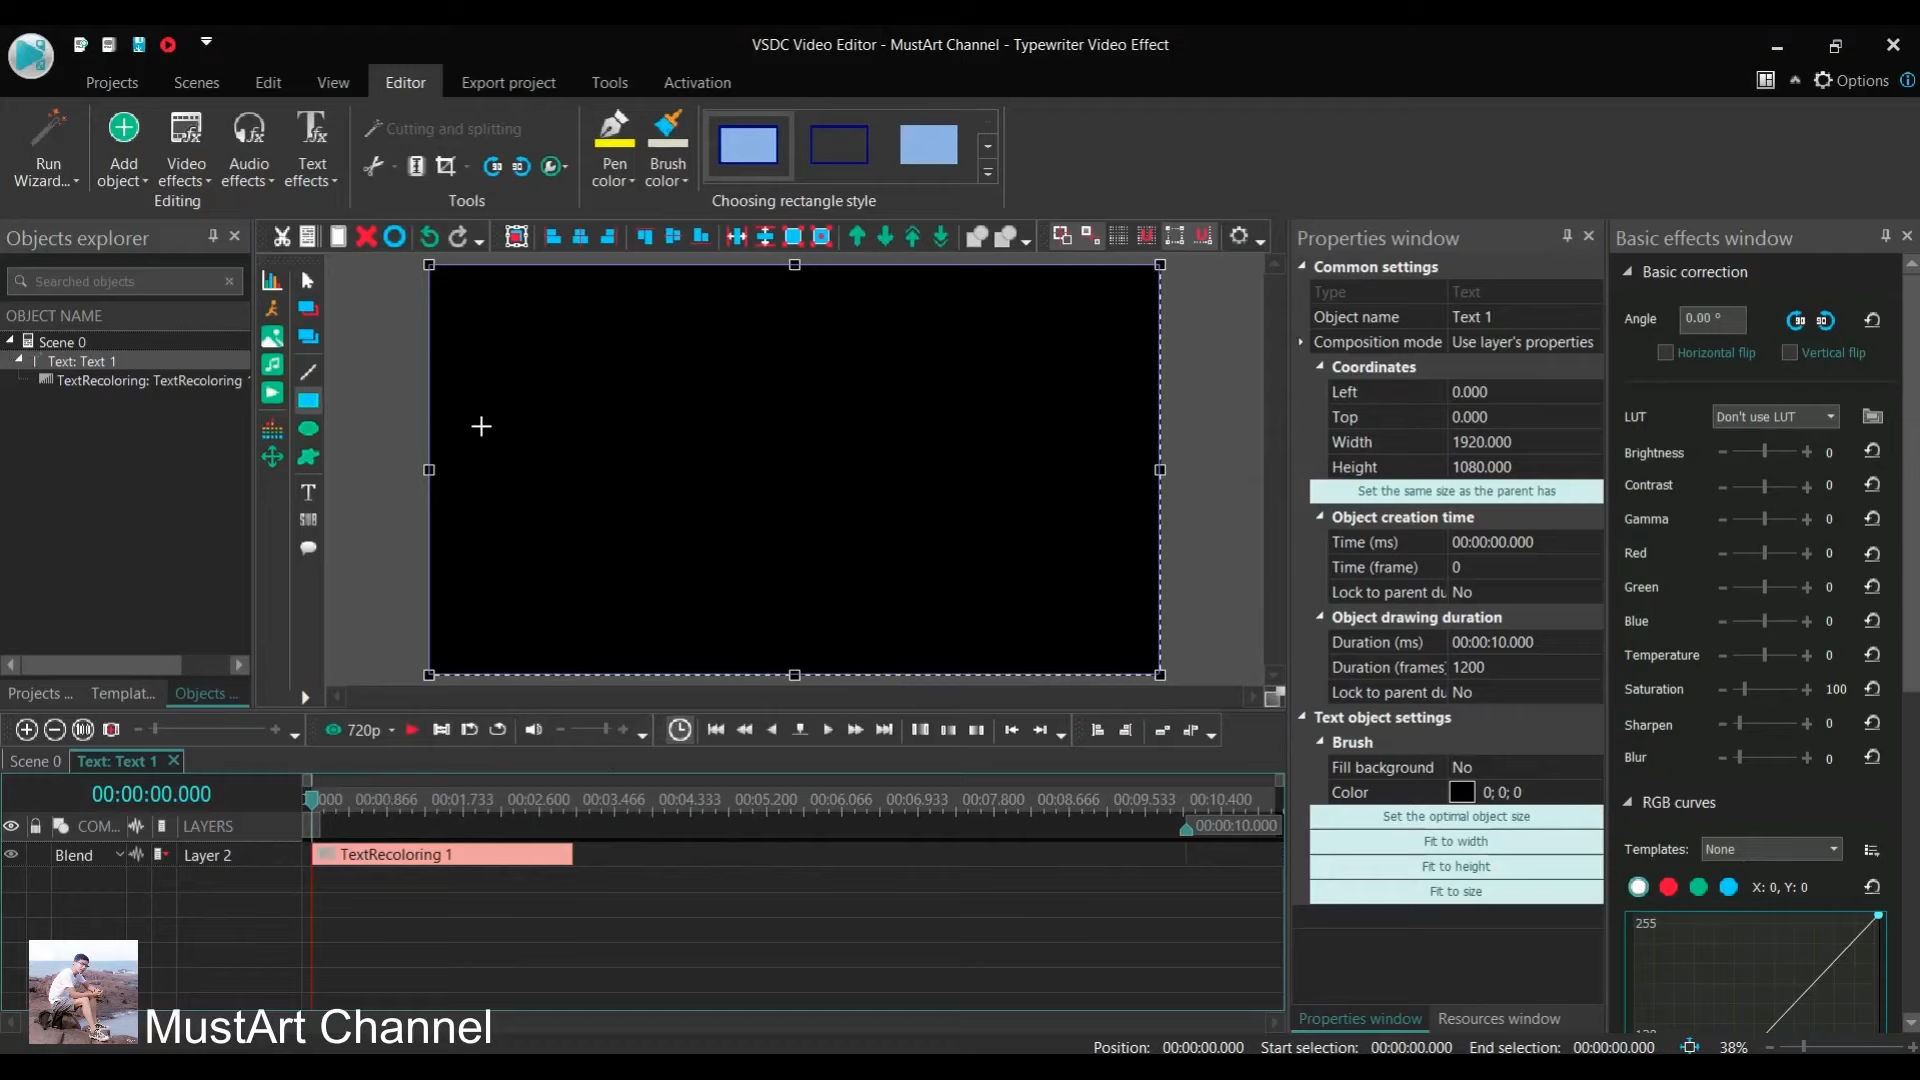 VSDC Video Editor - MustArt Channel - Typewriter Video Effect
Projects Scenes Edit View Editor Export project Tools Activation Options
Run Wizard... Add object Video effects Audio effects Text effects
Editing
Cutting and splitting
Tools
Pen color Brush color
Choosing rectangle style
Objects explorer
Searched objects
OBJECT NAME
Scene 0
Text: Text 1
TextRecoloring: TextRecoloring
Projects ... Templat... Objects ...
T
SUB
Properties window
Common settings
Type Text
Object name Text 1
Composition mode Use layer's properties
Coordinates
Left 0.000
Top 0.000
Width 1920.000
Height 1080.000
Set the same size as the parent has
Object creation time
Time (ms) 00:00:00.000
Time (frame) 0
Lock to parent du No
Object drawing duration
Duration (ms) 00:00:10.000
Duration (frames) 1200
Lock to parent du No
Text object settings
Brush
Fill background No
Color 0; 0; 0
Set the optimal object size
Fit to width
Fit to height
Fit to size
Properties window Resources window
Basic effects window
Basic correction
Angle 0.00 ° 90 90
Horizontal flip Vertical flip
LUT Don't use LUT
Brightness 0
Contrast 0
Gamma 0
Red 0
Green 0
Blue 0
Temperature 0
Saturation 100
Sharpen 0
Blur 0
RGB curves
Templates: None
X: 0, Y: 0
255
720p
Scene 0 Text: Text 1
00:00:00.000
000 00:00.866 00:01.733 00:02.600 00:03.466 00:04.333 00:05.200 00:06.066 00:06.933 00:07.800 00:08.666 00:09.533 00:10.400
COM... LAYERS
00:00:10.000
Blend Layer 2 TextRecoloring 1
MustArt Channel
Position: 00:00:00.000 Start selection: 00:00:00.000 End selection: 00:00:00.000 38%